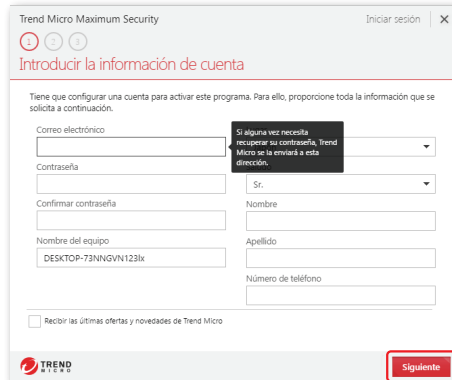 Trend Micro Maximum Security
Iniciar sesión
1 2 3
Introducir la información de cuenta
Tiene que configurar una cuenta para activar este programa. Para ello, proporcione toda la información que se
solicita a continuación.
Correo electrónico
Si alguna vez necesita
recuperar su contraseña, Trend
Micro se la enviará a esta
dirección.
Contraseña
Sr.
Confirmar contraseña
Nombre
Nombre del equipo
Apellido
DESKTOP-73NNGVN123lx
Número de teléfono
Recibir las últimas ofertas y novedades de Trend Micro
TREND
MICRO
Siguiente